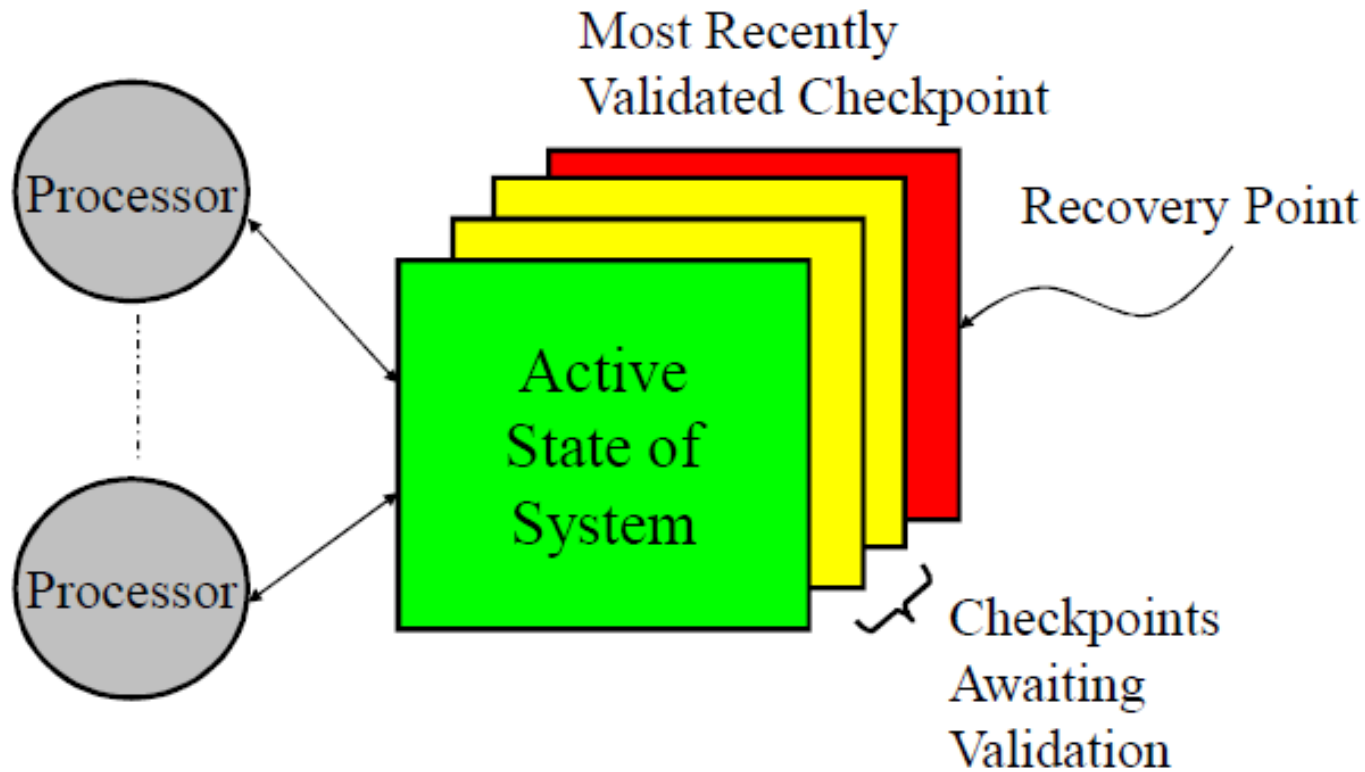 Most Recently
Validated Checkpoint
Processor
Recovery Point
Active
State of
System
Processor
Checkpoints
Awaiting
Validation